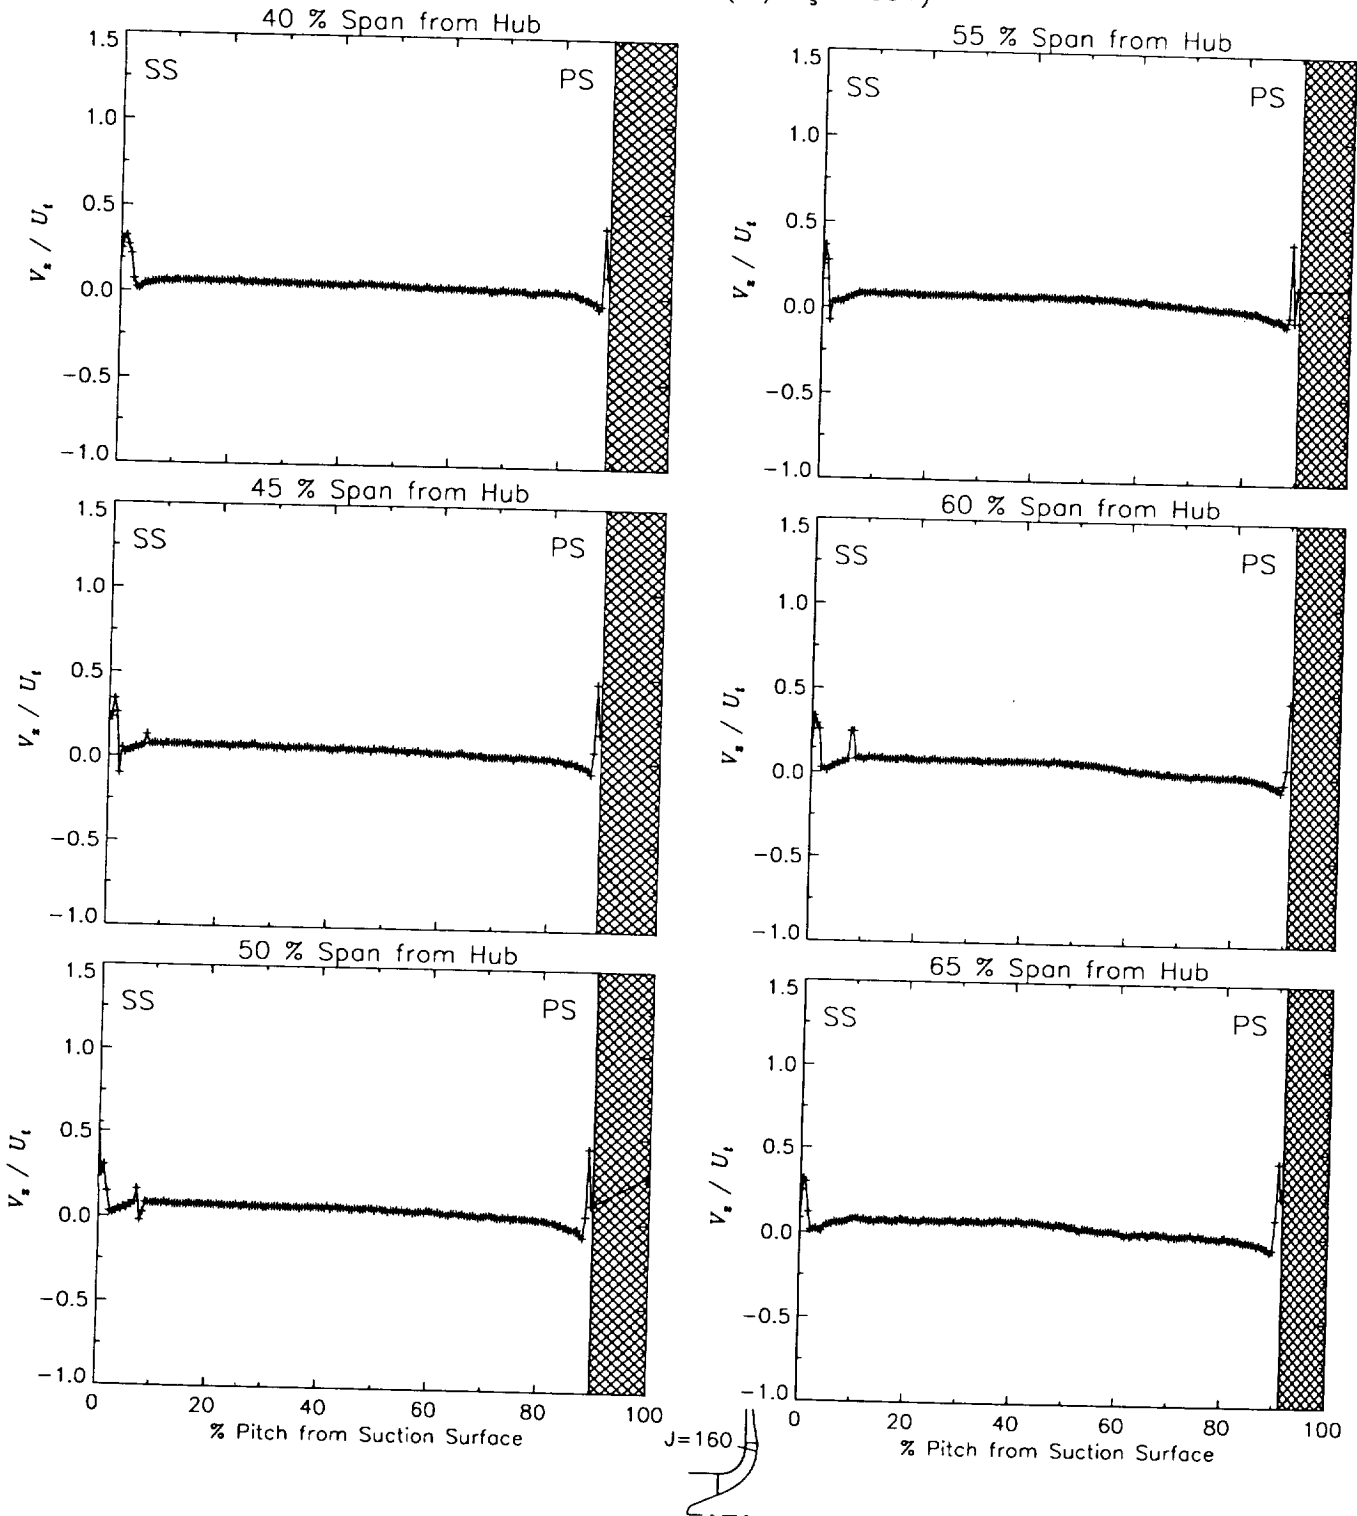 40 % Span from Hub
1.5
1.0
0.5
0.0
−0.5
−1.0
SS
PS
V_z / U_t
45 % Span from Hub
1.5
1.0
0.5
0.0
−0.5
−1.0
SS
PS
V_z / U_t
50 % Span from Hub
1.5
1.0
0.5
0.0
−0.5
−1.0
SS
PS
V_z / U_t
0 20 40 60 80 100
% Pitch from Suction Surface
55 % Span from Hub
1.5
1.0
0.5
0.0
−0.5
−1.0
SS
PS
V_z / U_t
60 % Span from Hub
1.5
1.0
0.5
0.0
−0.5
−1.0
SS
PS
V_z / U_t
65 % Span from Hub
1.5
1.0
0.5
0.0
−0.5
−1.0
SS
PS
V_z / U_t
0 20 40 60 80 100
% Pitch from Suction Surface
J=160